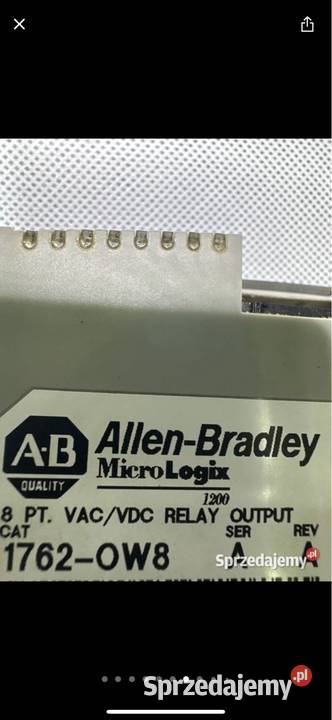 A-B
QUALITY
Allen-Bradley
MicroLogix
1200
8 PT. VAC/VDC RELAY OUTPUT
CAT SER REV
1762-OW8 A A
Sprzedajemy.pl
Sprzedajemy.pl